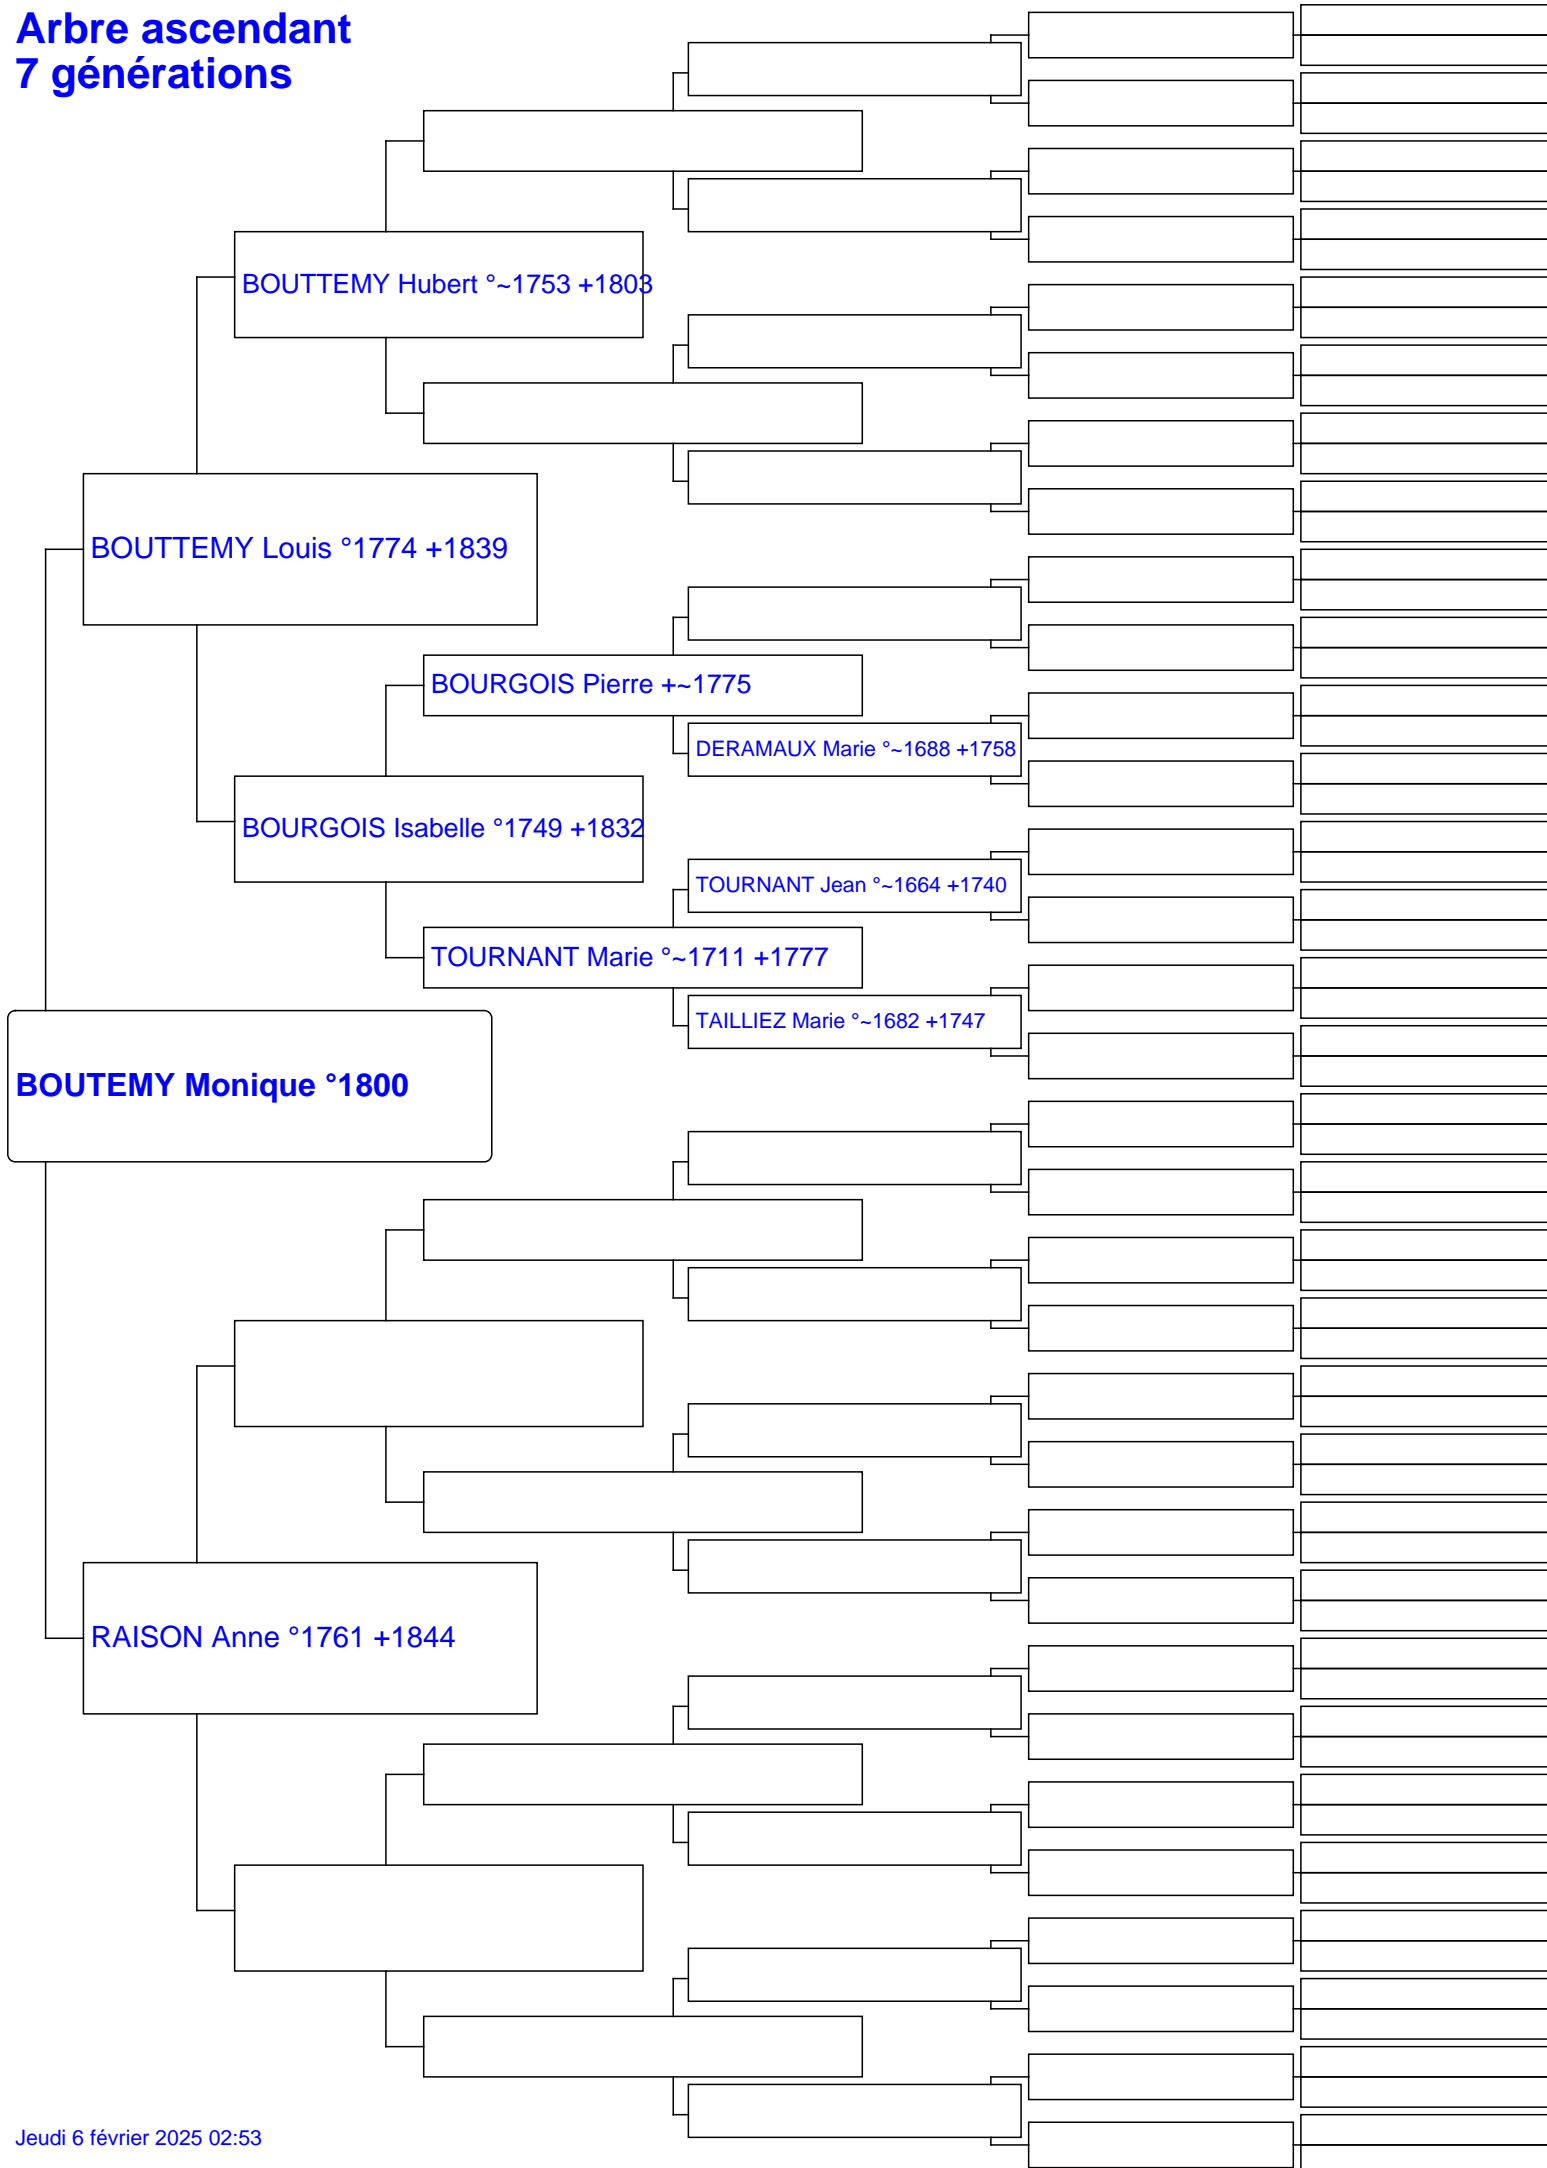 Arbre ascendant
7 générations
BOUTTEMY Hubert °~1753 +1803
BOUTTEMY Louis °1774 +1839
BOURGOIS Pierre +~1775
DERAMAUX Marie °~1688 +1758
BOURGOIS Isabelle °1749 +1832
TOURNANT Jean °~1664 +1740
TOURNANT Marie °~1711 +1777
TAILLIEZ Marie °~1682 +1747
BOUTEMY Monique °1800
RAISON Anne °1761 +1844
Jeudi 6 février 2025 02:53